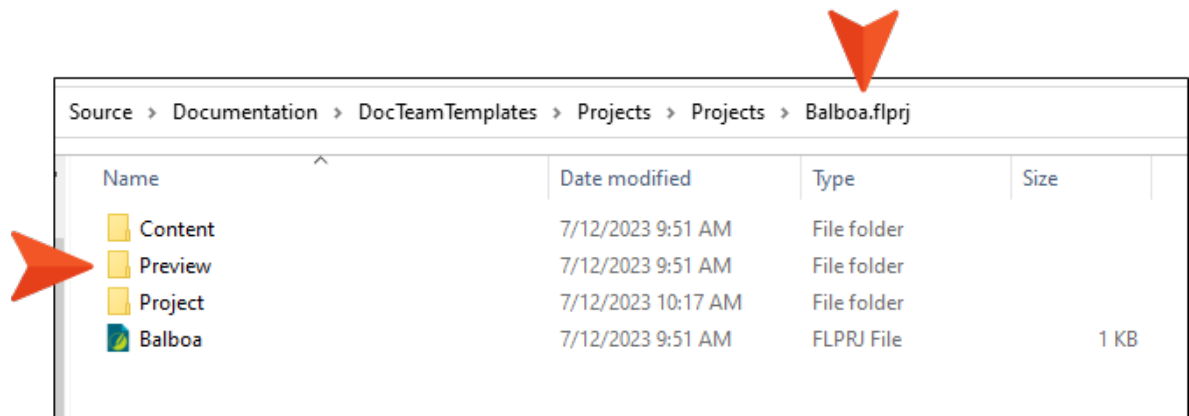 Source > Documentation > DocTeamTemplates > Projects > Projects > Balboa.flprj
Name Date modified Type Size
Content 7/12/2023 9:51 AM File folder
Preview 7/12/2023 9:51 AM File folder
Project 7/12/2023 10:17 AM File folder
Balboa 7/12/2023 9:51 AM FLPRJ File 1 KB